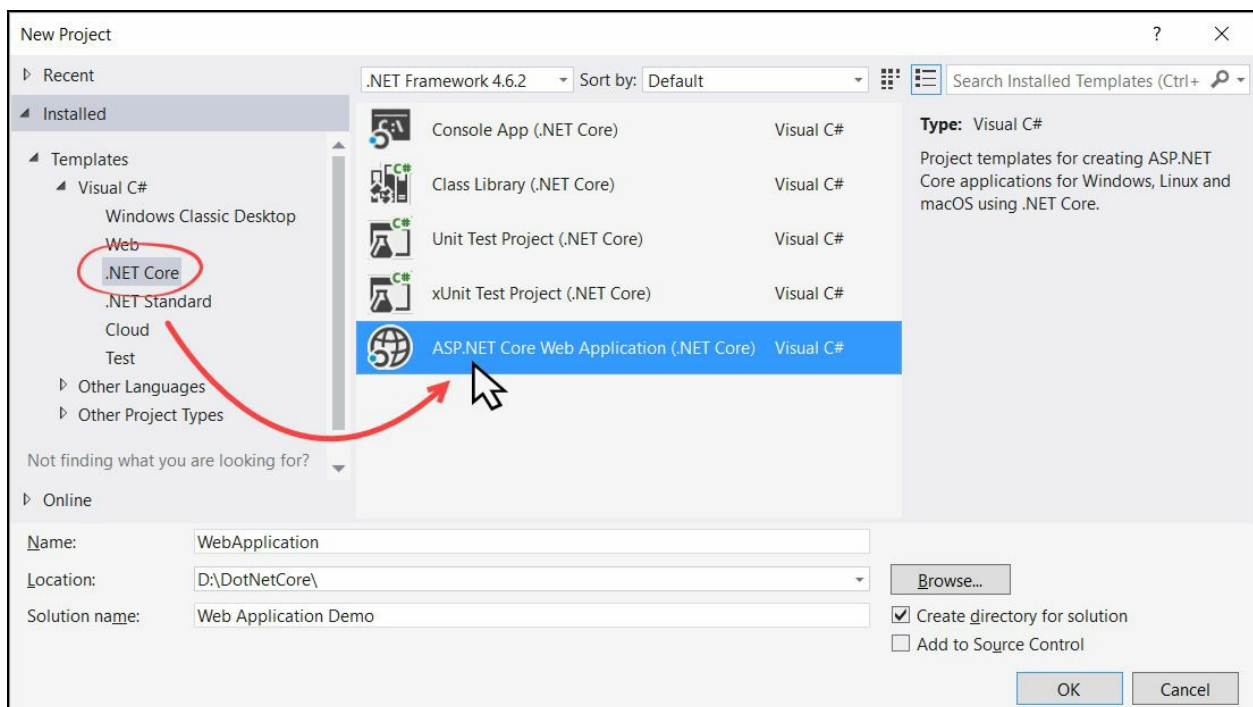 New Project
?
Recent
.NET Framework 4.6.2
Sort by: Default
Search Installed Templates (Ctrl+
Installed
Templates
Visual C#
Windows Classic Desktop
Web
.NET Core
.NET Standard
Cloud
Test
Other Languages
Other Project Types
Not finding what you are looking for?
Online
C:\
Console App (.NET Core) Visual C#
C#
Class Library (.NET Core) Visual C#
C#
Unit Test Project (.NET Core) Visual C#
C#
xUnit Test Project (.NET Core) Visual C#
ASP.NET Core Web Application (.NET Core) Visual C#
Type: Visual C#
Project templates for creating ASP.NET
Core applications for Windows, Linux and
macOS using .NET Core.
Name: WebApplication
Location: D:\DotNetCore\
Browse...
Solution name: Web Application Demo
Create directory for solution
Add to Source Control
OK
Cancel